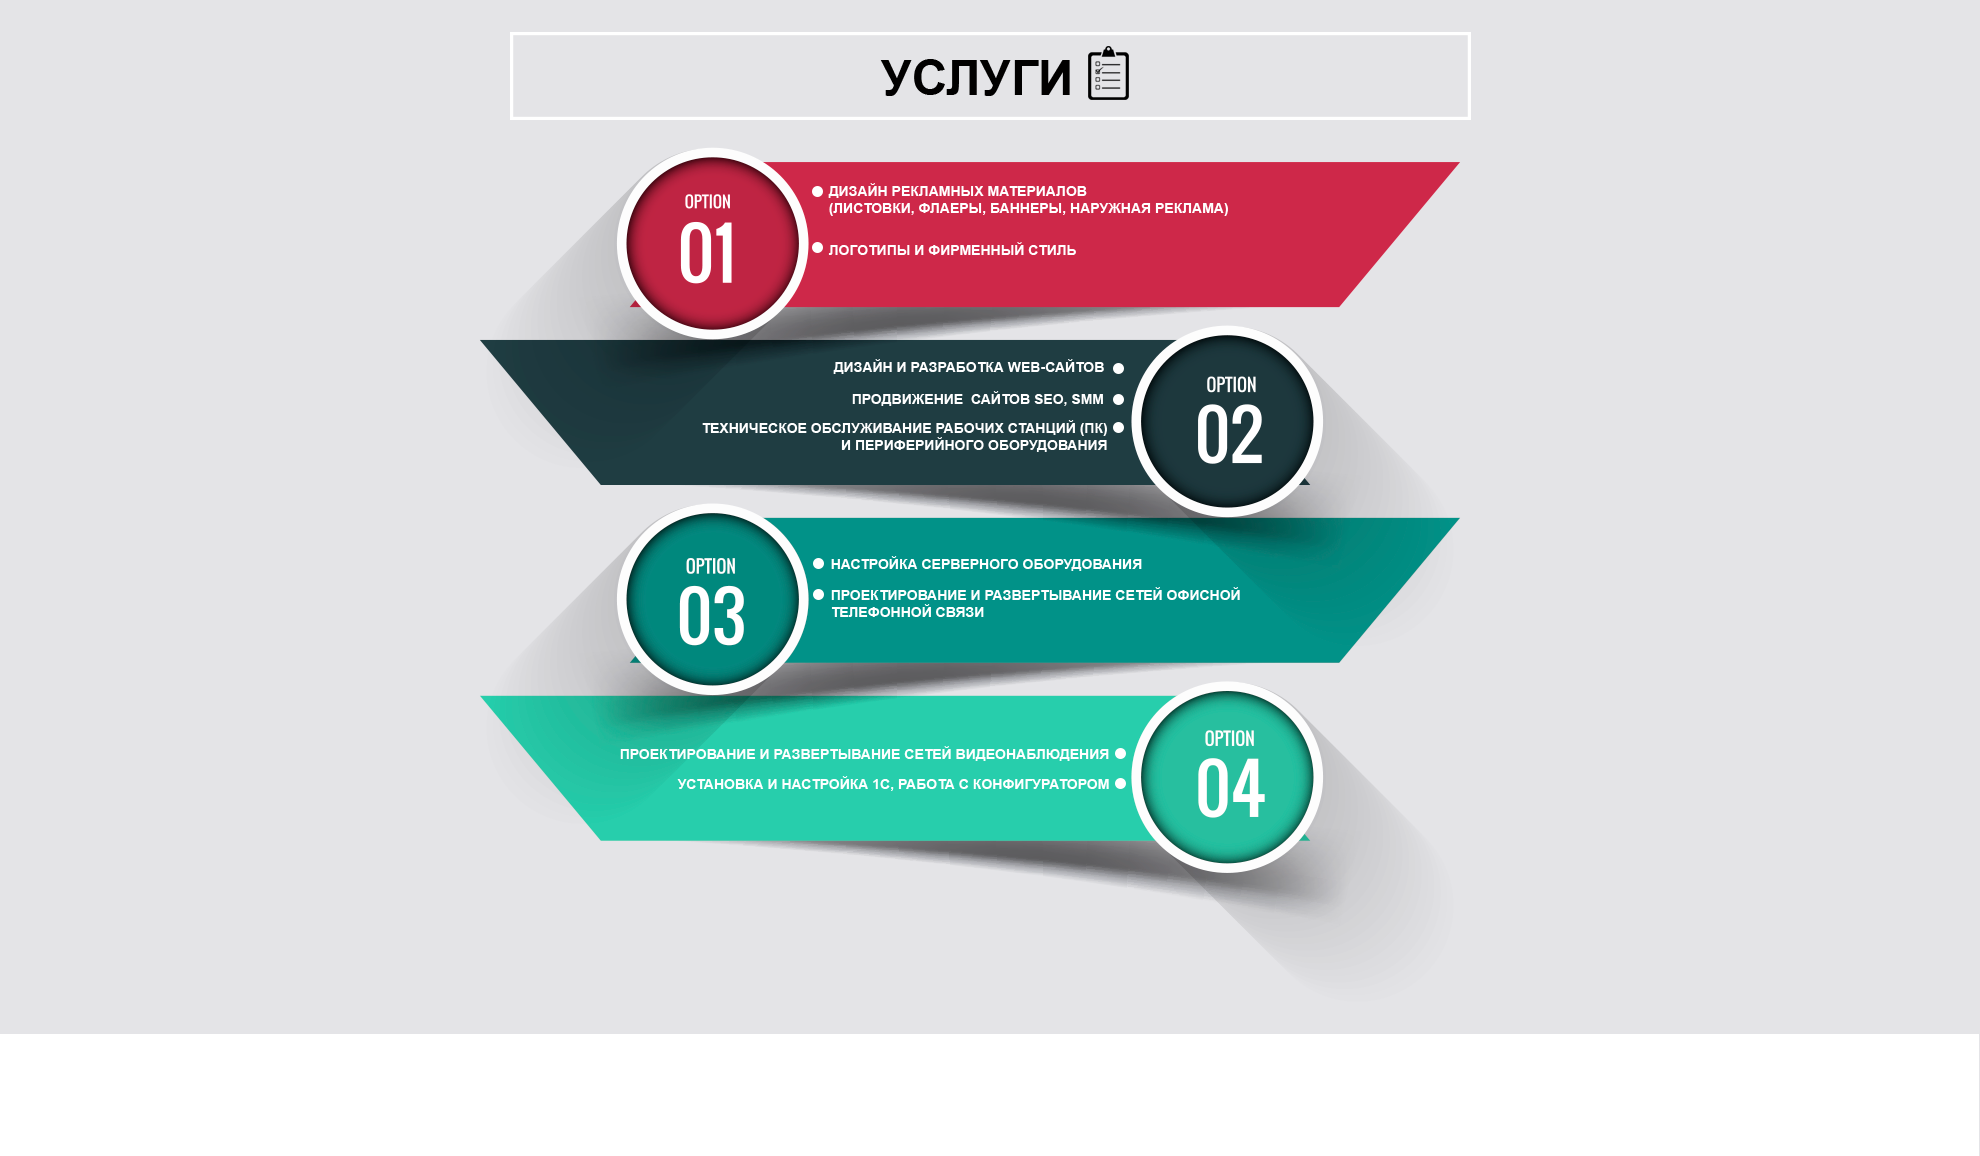 УСЛУГИ
OPTION
01
ДИЗАЙН РЕКЛАМНЫХ МАТЕРИАЛОВ
(ЛИСТОВКИ, ФЛАЕРЫ, БАННЕРЫ, НАРУЖНАЯ РЕКЛАМА)
ЛОГОТИПЫ И ФИРМЕННЫЙ СТИЛЬ
ДИЗАЙН И РАЗРАБОТКА WEB-САЙТОВ
ПРОДВИЖЕНИЕ САЙТОВ SEO, SMM
ТЕХНИЧЕСКОЕ ОБСЛУЖИВАНИЕ РАБОЧИХ СТАНЦИЙ (ПК)
И ПЕРИФЕРИЙНОГО ОБОРУДОВАНИЯ
OPTION
02
OPTION
03
НАСТРОЙКА СЕРВЕРНОГО ОБОРУДОВАНИЯ
ПРОЕКТИРОВАНИЕ И РАЗВЕРТЫВАНИЕ СЕТЕЙ ОФИСНОЙ
ТЕЛЕФОННОЙ СВЯЗИ
ПРОЕКТИРОВАНИЕ И РАЗВЕРТЫВАНИЕ СЕТЕЙ ВИДЕОНАБЛЮДЕНИЯ
УСТАНОВКА И НАСТРОЙКА 1С, РАБОТА С КОНФИГУРАТОРОМ
OPTION
04